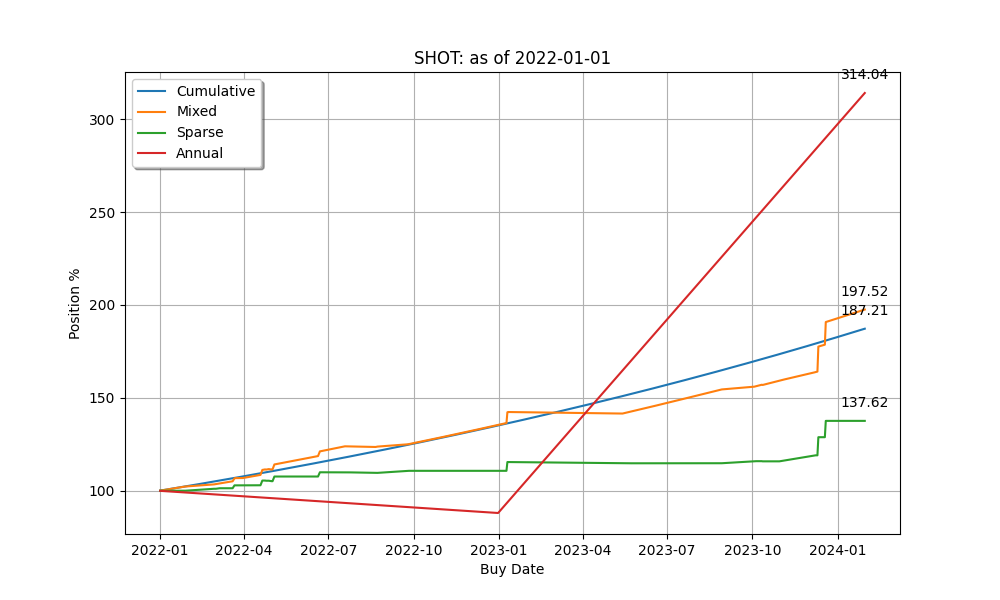 SHOT: as of 2022-01-01
314.04
Cumulative
Mixed
Sparse
Annual
300
250
200
150
100
Position %
197.52
187.21
137.62
2022-01
2022-04
2022-07
2022-10
2023-01
2023-04
2023-07
2023-10
2024-01
Buy Date